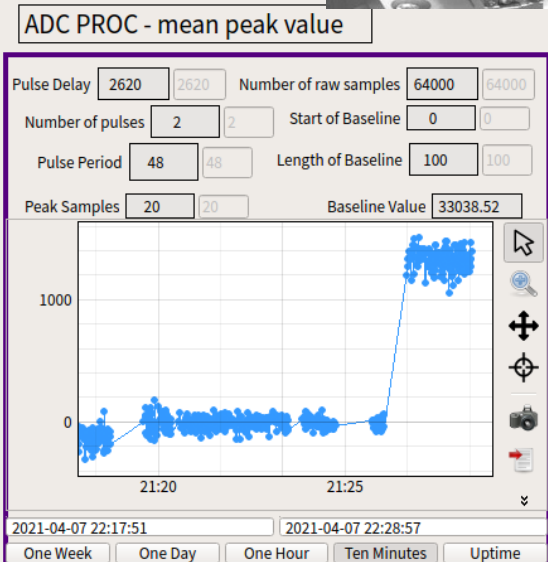 ADC PROC - mean peak value
Pulse Delay 2620 2620 Number of raw samples 64000 64000
Number of pulses 2 2 Start of Baseline 0 0
Pulse Period 48 48 Length of Baseline 100 100
Peak Samples 20 20 Baseline Value 33038.52
1000
0
21:20 21:25
2021-04-07 22:17:51 2021-04-07 22:28:57
One Week One Day One Hour Ten Minutes Uptime